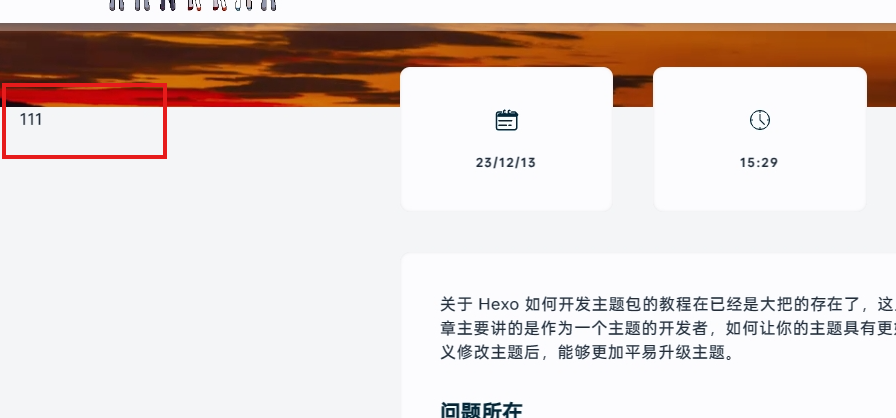 111
23/12/13
15:29
关于 Hexo 如何开发主题包的教程在已经是大把的存在了，这
章主要讲的是作为一个主题的开发者，如何让你的主题具有更
义修改主题后，能够更加平易升级主题。
问题所在